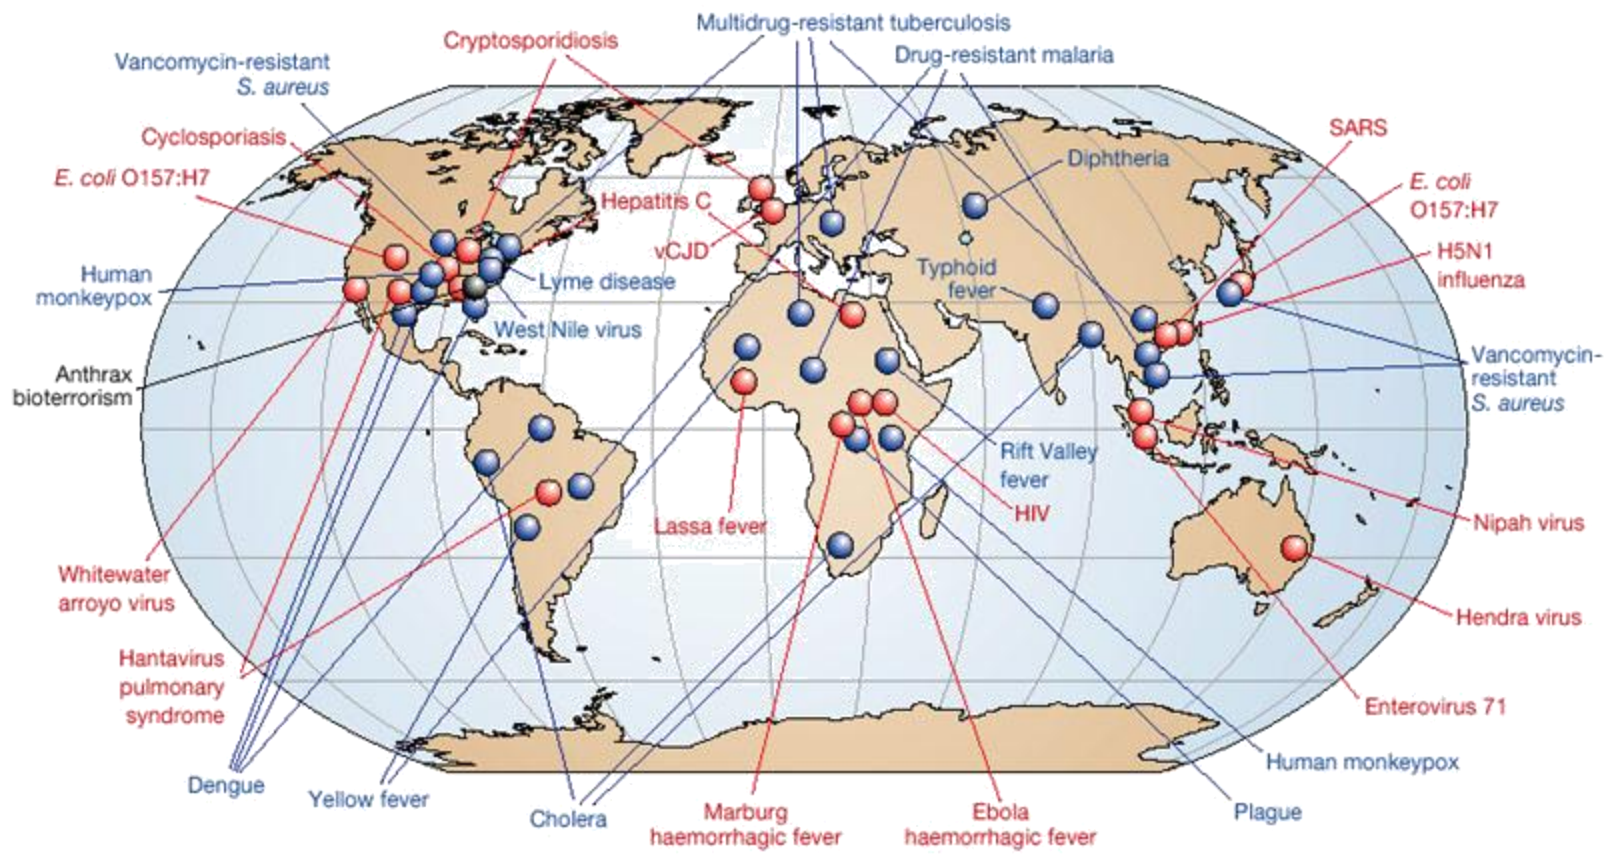 Multidrug-resistant tuberculosis
Cryptosporidiosis
Drug-resistant malaria
Vancomycin-resistant
S. aureus
Cyclosporiasis
SARS
Diphtheria
E. coli O157:H7
E. coli
O157:H7
Hepatitis C
vCJD
H5N1
influenza
Human
monkeypox
Lyme disease
Typhoid
fever
West Nile virus
Anthrax
bioterrorism
Vancomycin-
resistant
S. aureus
Rift Valley
fever
HIV
Lassa fever
Nipah virus
Whitewater
arroyo virus
Hendra virus
Hantavirus
pulmonary
syndrome
Enterovirus 71
Human monkeypox
Dengue
Yellow fever
Cholera
Marburg
haemorrhagic fever
Ebola
haemorrhagic fever
Plague